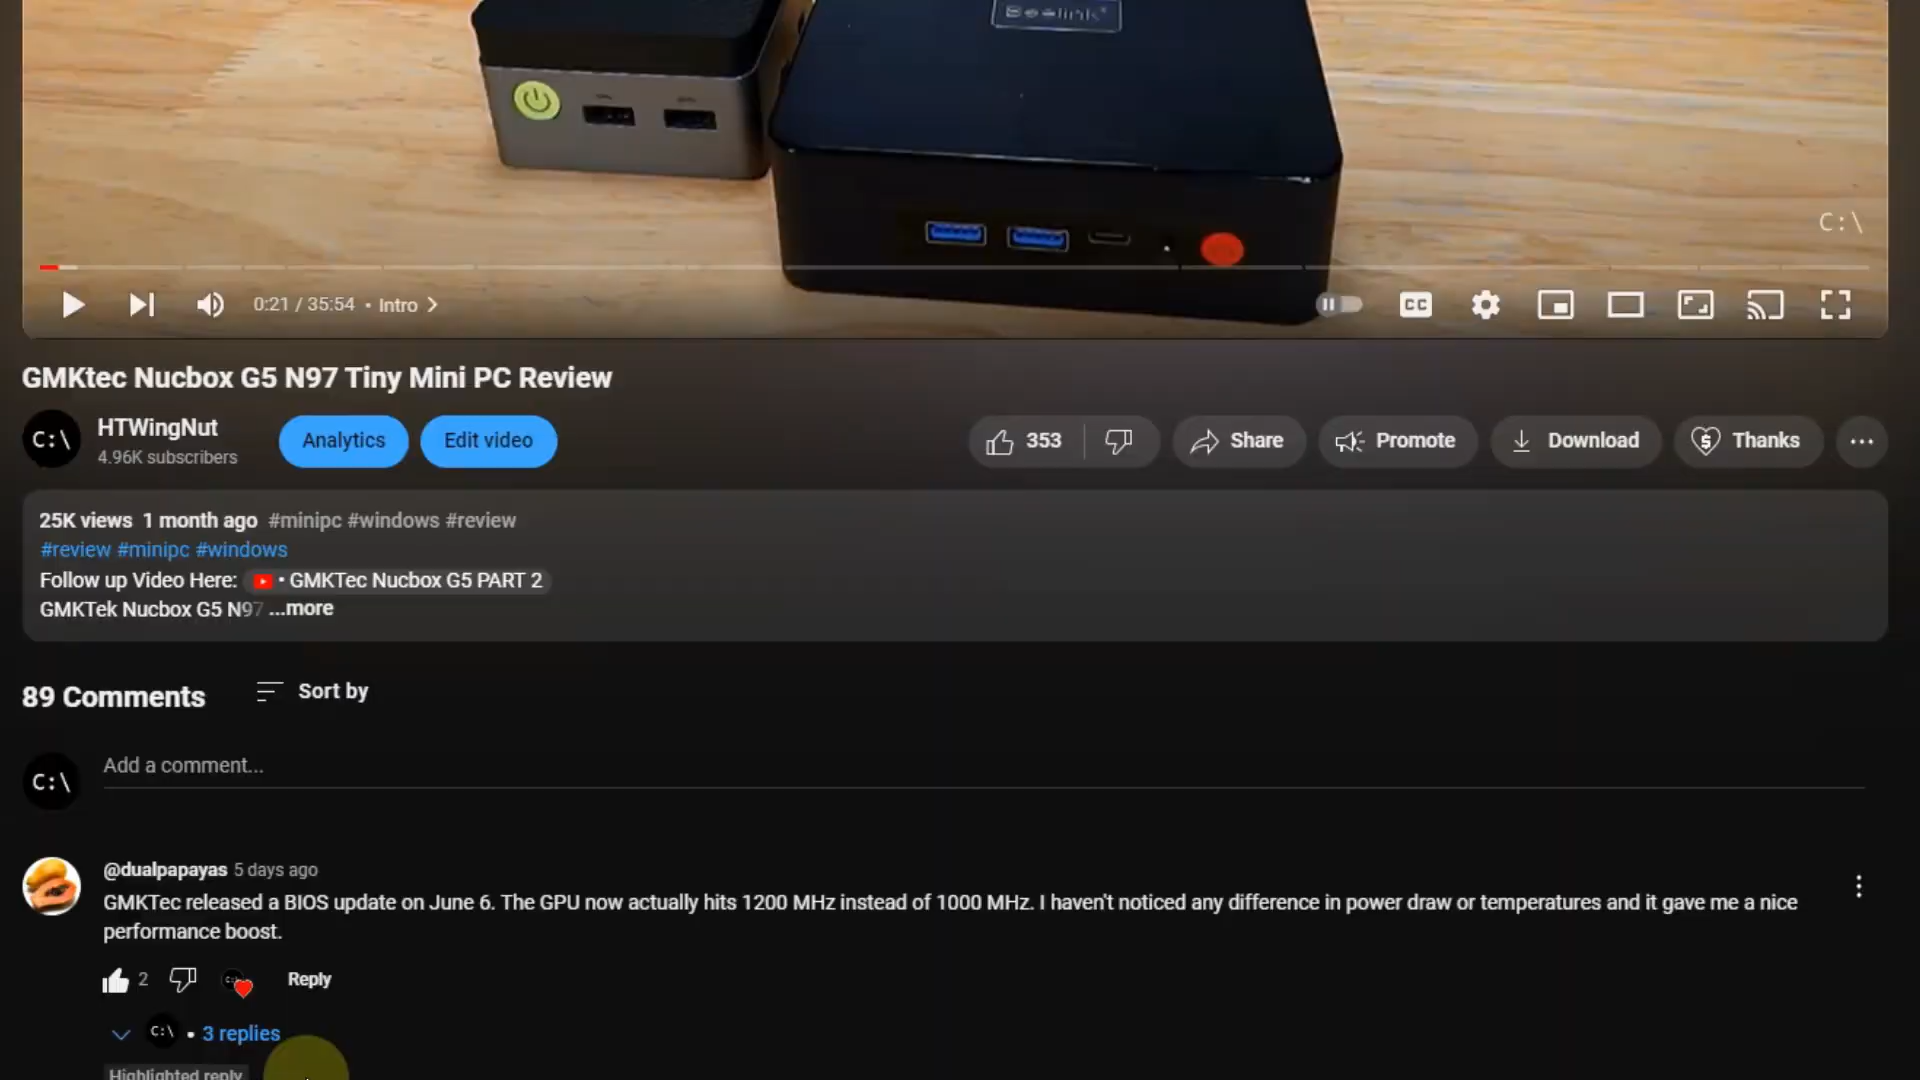 Beelink
C:\
0:21 / 35:54 • Intro
CC
GMKtec Nucbox G5 N97 Tiny Mini PC Review
C:\
HTWingNut
4.96K subscribers
Analytics
Edit video
353
Share
Promote
Download
Thanks
25K views 1 month ago #minipc #windows #review
#review #minipc #windows
Follow up Video Here: • GMKTec Nucbox G5 PART 2
GMKTek Nucbox G5 N97 ...more
89 Comments
Sort by
C:\
Add a comment...
@dualpapayas 5 days ago
GMKTec released a BIOS update on June 6. The GPU now actually hits 1200 MHz instead of 1000 MHz. I haven't noticed any difference in power draw or temperatures and it gave me a nice
performance boost.
2
Reply
C:\ • 3 replies
Highlighted reply